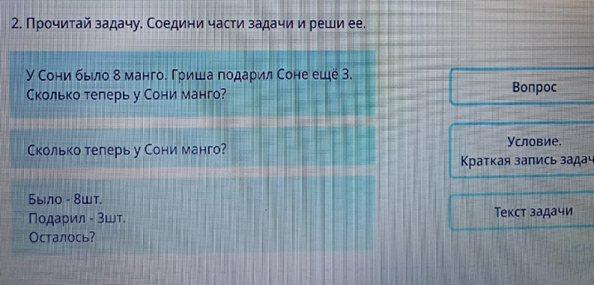 2. Прочитай задачу. Соедини части задачи и реши ее.
У Сони было 8 манго. Гриша подарил Соне ещё 3.
Сколько теперь у Сони манго?
Вопрос
Сколько теперь у Сони манго?
Условие.
Краткая запись задач
Было - 8шт.
Подарил - 3шт.
Осталось?
Текст задачи